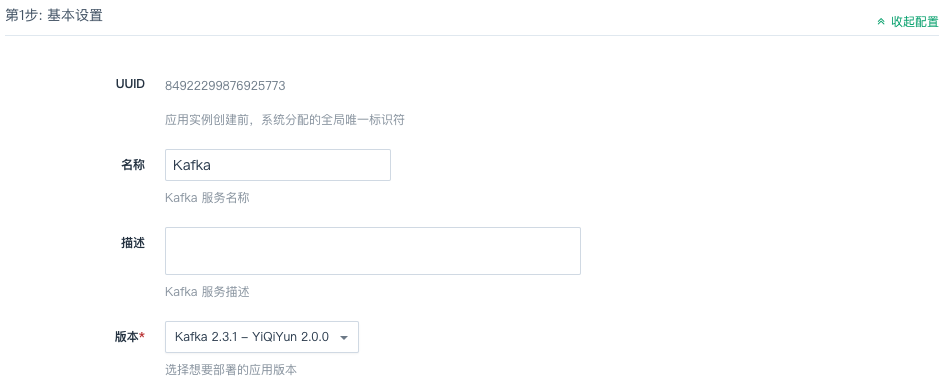 第1步: 基本设置
收起配置
UUID 84922299876925773
应用实例创建前，系统分配的全局唯一标识符
名称 Kafka
Kafka 服务名称
描述
Kafka 服务描述
版本* Kafka 2.3.1 – YiQiYun 2.0.0
选择想要部署的应用版本